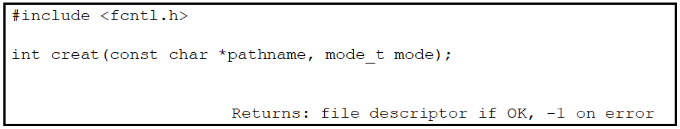 #include <fcntl.h>
int creat(const char *pathname, mode_t mode);
Returns: file descriptor if OK, -1 on error